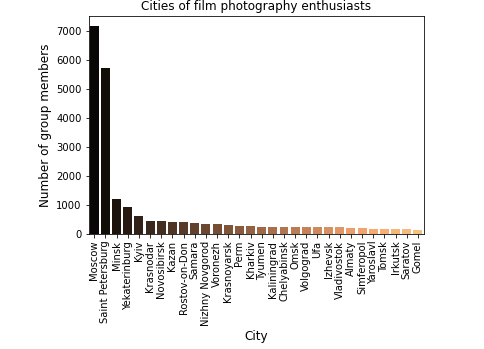 Cities of film photography enthusiasts
Number of group members
7000
6000
5000
4000
3000
2000
1000
0
Moscow
Saint Petersburg
Minsk
Yekaterinburg
Kyiv
Krasnodar
Novosibirsk
Kazan
Rostov-on-Don
Samara
Nizhny Novgorod
Voronezh
Krasnoyarsk
Perm
Kharkiv
Tyumen
Kaliningrad
Chelyabinsk
Omsk
Volgograd
Ufa
Izhevsk
Vladivostok
Almaty
Simferopol
Yaroslavl
Tomsk
Irkutsk
Saratov
Gomel
City